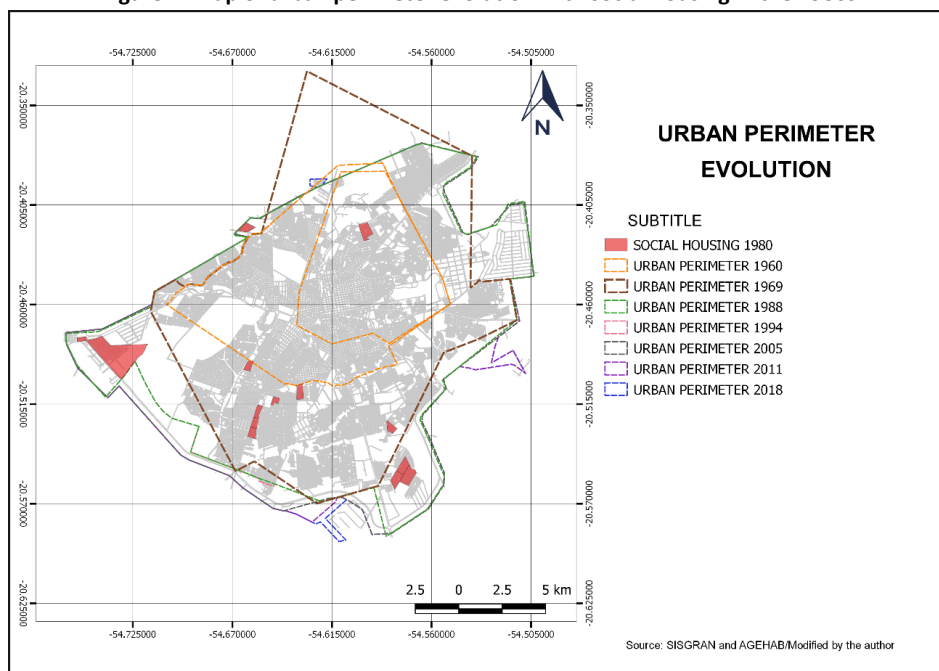 -54.725000 -54.670000 -54.615000 -54.560000 -54.505000
-20.350000 -20.350000
N
URBAN PERIMETER
EVOLUTION
-20.405000
SUBTITLE
SOCIAL HOUSING 1980
URBAN PERIMETER 1960
URBAN PERIMETER 1969
URBAN PERIMETER 1988
URBAN PERIMETER 1994
URBAN PERIMETER 2005
URBAN PERIMETER 2011
URBAN PERIMETER 2018
-20.460000 -20.460000
-20.515000 -20.515000
-20.570000 -20.570000
2.5 0 2.5 5 km
-20.625000 -20.625000
-54.725000 -54.670000 -54.615000 -54.560000 -54.505000
Source: SISGRAN and AGEHAB/Modified by the author